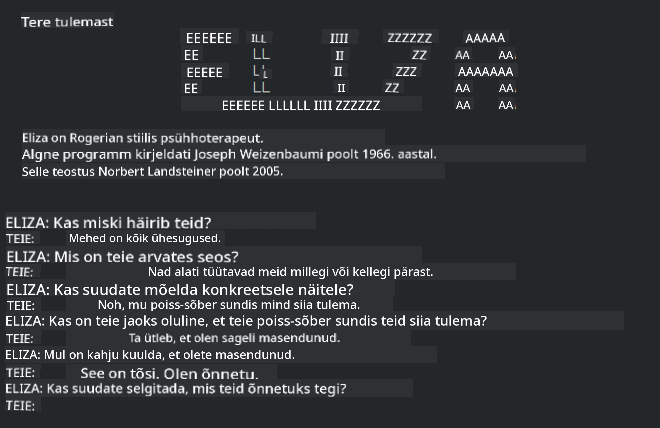 Tere tulemast
EEEEEE ILL IIII ZZZZZZ AAAAA
EE LL II ZZ AA AA
EEEEE LL II ZZZ AAAAAAA
EE LL II ZZ AA AA
EEEEEE LLLLLL IIII ZZZZZZ AA AA
Eliza on Rogerian stiilis psühhoterapeut.
Algne programm kirjeldati Joseph Weizenbaumi poolt 1966. aastal.
Selle teostus Norbert Landsteiner poolt 2005.
ELIZA: Kas miski häirib teid?
TEIE: Mehed on kõik ühesugused.
ELIZA: Mis on teie arvates seos?
TEIE: Nad alati tüütavad meid millegi või kellegi pärast.
ELIZA: Kas suudate mõelda konkreetsele näitele?
TEIE: Noh, mu poiss-sõber sundis mind siia tulema.
ELIZA: Kas on teie jaoks oluline, et teie poiss-sõber sundis teid siia tulema?
TEIE: Ta ütleb, et olen sageli masendunud.
ELIZA: Mul on kahju kuulda, et olete masendunud.
TEIE: See on tõsi. Olen õnnetu.
ELIZA: Kas suudate selgitada, mis teid õnnetuks tegi?
TEIE: